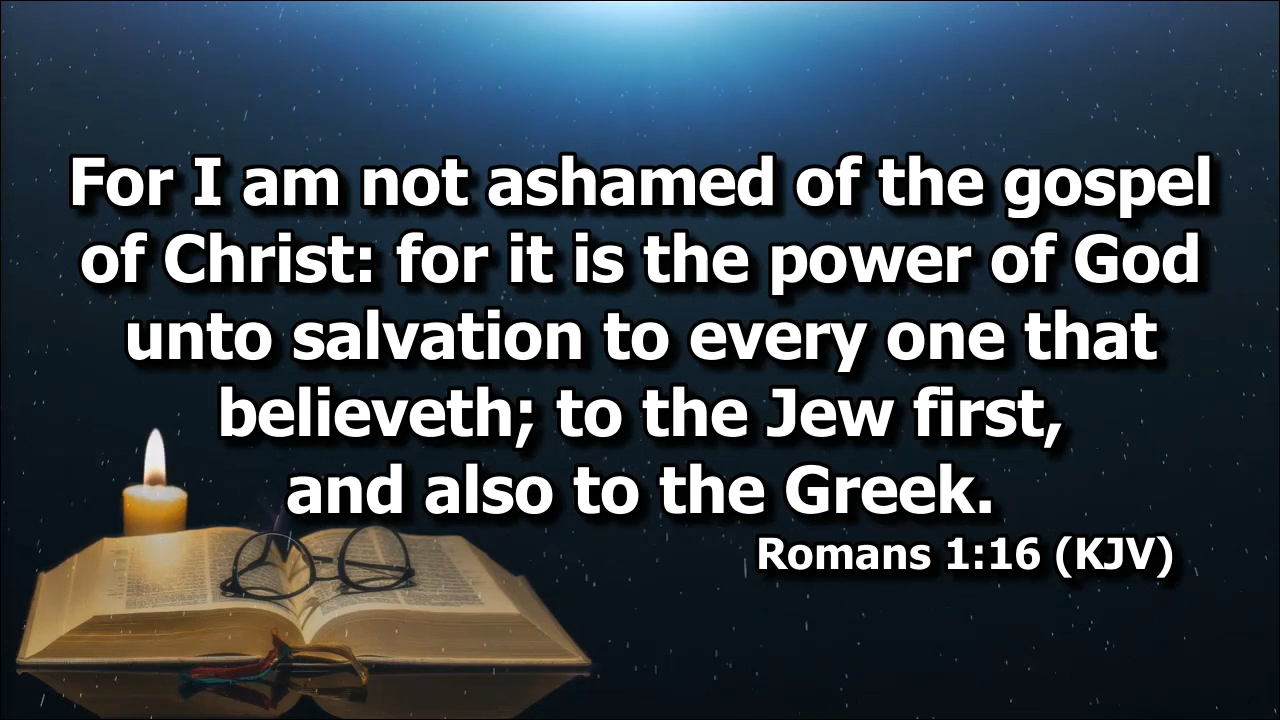 For I am not ashamed of the gospel
of Christ: for it is the power of God
unto salvation to every one that
believeth; to the Jew first,
and also to the Greek.
Romans 1:16 (KJV)